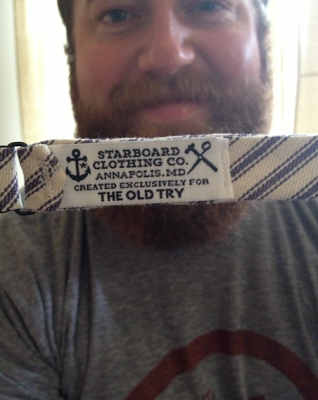 STARBOARD
CLOTHING CO.
ANNAPOLIS.MD
CREATED EXCLUSIVELY FOR
THE OLD TRY